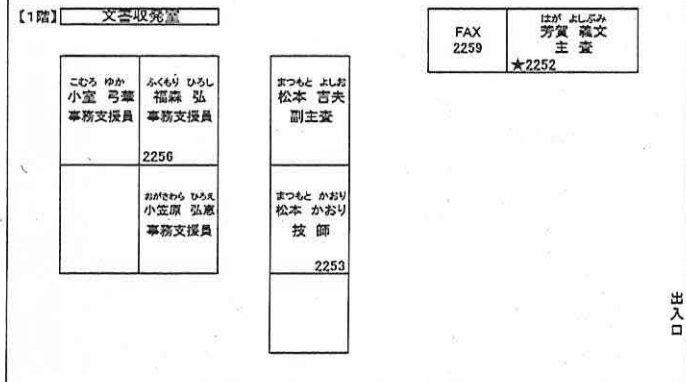 【1階】 文書収発室
FAX
2259
はが よしぶみ
芳賀 義文
主 査
★2252
こむろ ゆか
小室 弓華
事務支援員
ふくもり ひろし
福森 弘
事務支援員
2256
まつもと よしお
松本 吉夫
副主査
おがさわら ひろえ
小笠原 弘恵
事務支援員
まつもと かおり
松本 かおり
技 師
2253
出入口